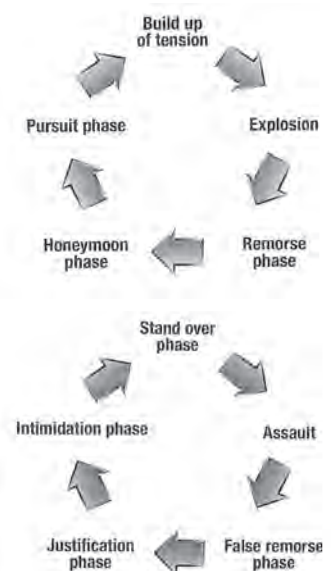 Build up
of tension
Pursuit phase
Explosion
Honeymoon
phase
Remorse
phase
Stand over
phase
Intimidation phase
Assault
Justification
phase
False remorse
phase